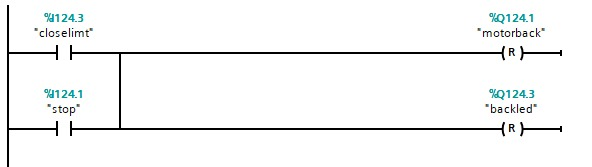 %I124.3 %Q124.1
"closelimt" "motorback"
R
%I124.1 %Q124.3
"stop" "backled"
R